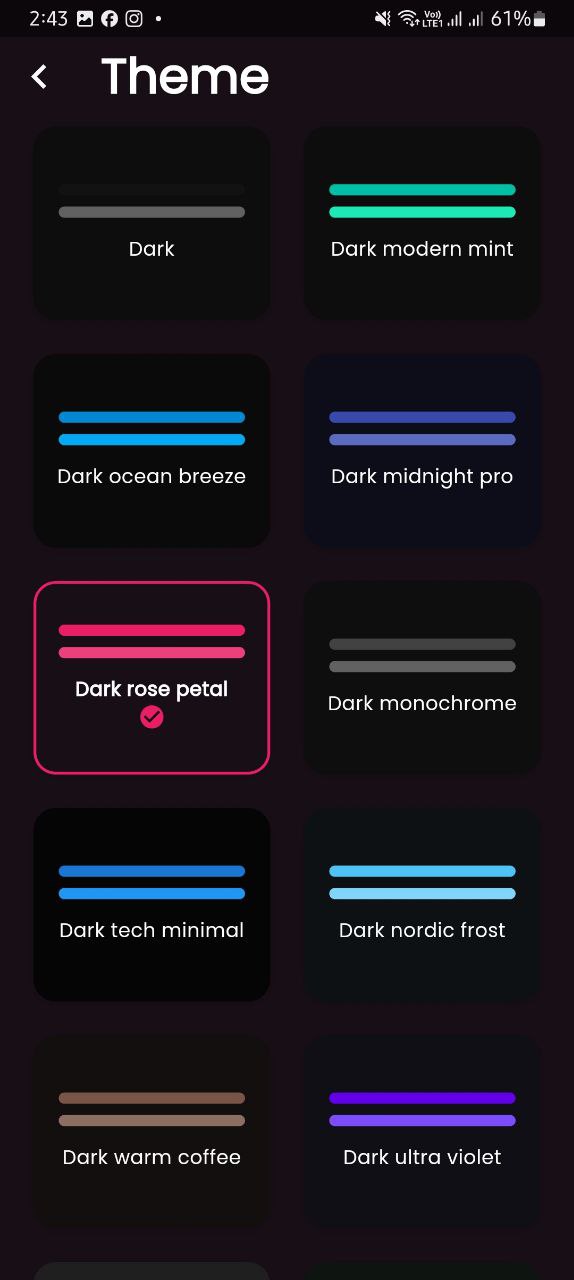 2:43 Vo)) LTE1 61%
Theme
Dark
Dark modern mint
Dark ocean breeze
Dark midnight pro
Dark rose petal
Dark monochrome
Dark tech minimal
Dark nordic frost
Dark warm coffee
Dark ultra violet